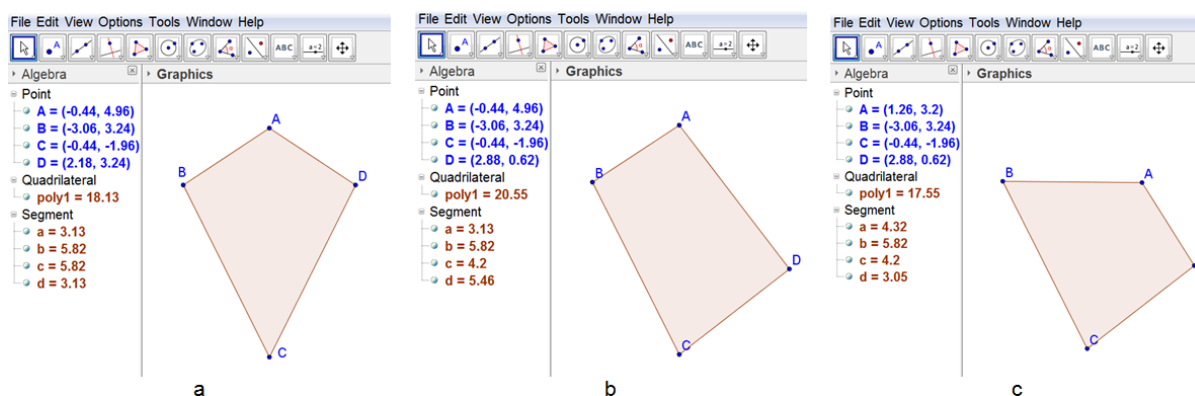 File Edit View Options Tools Window Help
A
ABC
a=2
Algebra
Graphics
Point
A = (-0.44, 4.96)
B = (-3.06, 3.24)
C = (-0.44, -1.96)
D = (2.18, 3.24)
Quadrilateral
poly1 = 18.13
Segment
a = 3.13
b = 5.82
c = 5.82
d = 3.13
A
B
D
C
a
File Edit View Options Tools Window Help
A
ABC
a=2
Algebra
Graphics
Point
A = (-0.44, 4.96)
B = (-3.06, 3.24)
C = (-0.44, -1.96)
D = (2.88, 0.62)
Quadrilateral
poly1 = 20.55
Segment
a = 3.13
b = 5.82
c = 4.2
d = 5.46
A
B
D
C
b
File Edit View Options Tools Window Help
A
ABC
a=2
Algebra
Graphics
Point
A = (1.26, 3.2)
B = (-3.06, 3.24)
C = (-0.44, -1.96)
D = (2.88, 0.62)
Quadrilateral
poly1 = 17.55
Segment
a = 4.32
b = 5.82
c = 4.2
d = 3.05
B
A
C
c